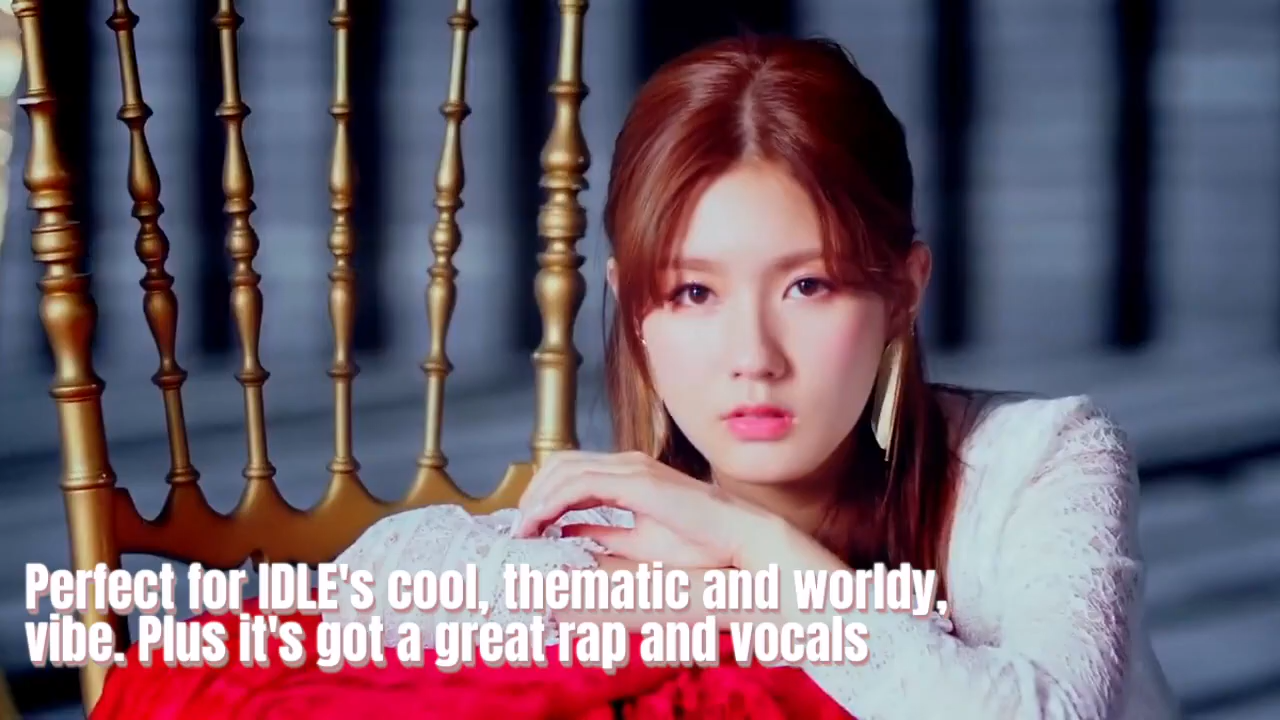 Perfect for IDLE's cool, thematic and worldy,
vibe. Plus it's got a great rap and vocals